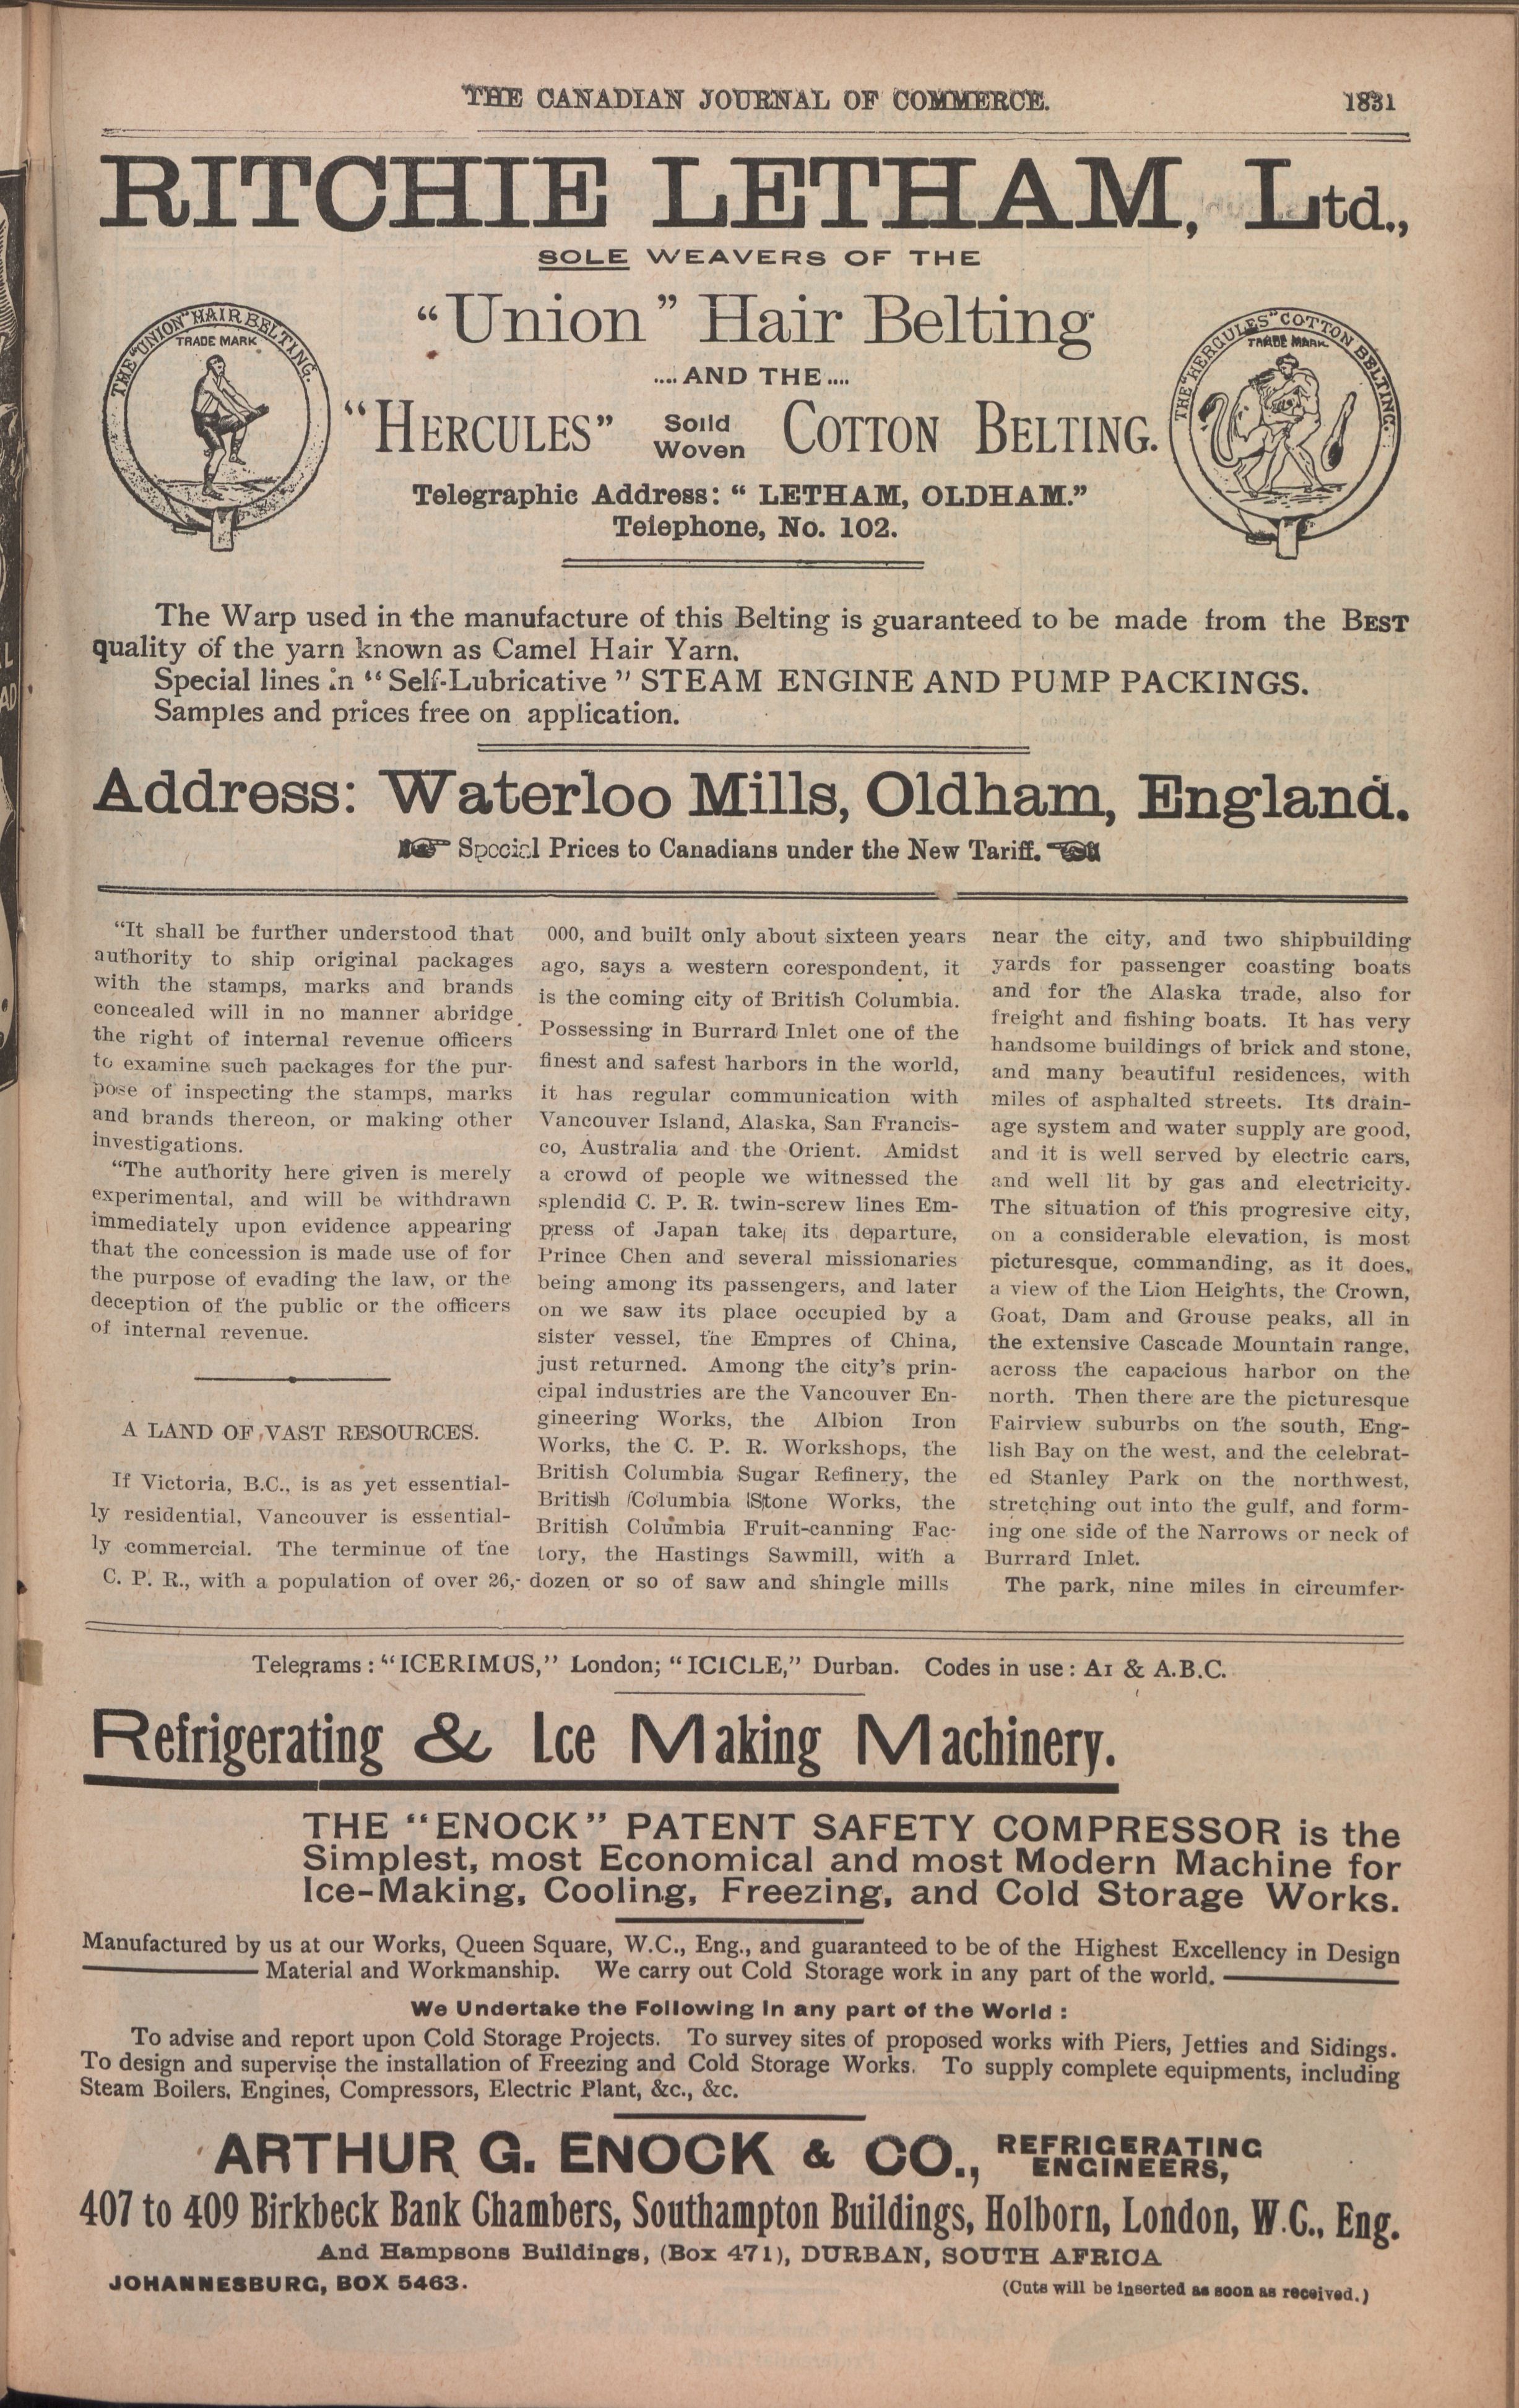 THE CANADIAN JOURNAL OF COMMERCE. 1831
RITCHIE LETHAM, Ltd.,
SOLE WEAVERS OF THE
"Union" Hair Belting
THE "UNION" HAIR BELTING.
TRADE MARK
....AND THE....
"HERCULES" Solid Woven COTTON BELTING.
THE "HERCULES" COTTON BELTING.
TRADE MARK
Telegraphic Address: "LETHAM, OLDHAM."
Telephone, No. 102.
The Warp used in the manufacture of this Belting is guaranteed to be made from the BEST
quality of the yarn known as Camel Hair Yarn.
Special lines in "Self-Lubricative" STEAM ENGINE AND PUMP PACKINGS.
Samples and prices free on application.
Address: Waterloo Mills, Oldham, England.
Special Prices to Canadians under the New Tariff.
"It shall be further understood that
authority to ship original packages
with the stamps, marks and brands
concealed will in no manner abridge
the right of internal revenue officers
to examine such packages for the pur-
pose of inspecting the stamps, marks
and brands thereon, or making other
investigations.
"The authority here given is merely
experimental, and will be withdrawn
immediately upon evidence appearing
that the concession is made use of for
the purpose of evading the law, or the
deception of the public or the officers
of internal revenue.
A LAND OF VAST RESOURCES.
If Victoria, B.C., is as yet essential-
ly residential, Vancouver is essential-
ly commercial. The terminue of the
C. P. R., with a population of over 26,-
000, and built only about sixteen years
ago, says a western corespondent, it
is the coming city of British Columbia.
Possessing in Burrard Inlet one of the
finest and safest harbors in the world,
it has regular communication with
Vancouver Island, Alaska, San Francis-
co, Australia and the Orient. Amidst
a crowd of people we witnessed the
splendid C. P. R. twin-screw lines Em-
press of Japan take its departure,
Prince Chen and several missionaries
being among its passengers, and later
on we saw its place occupied by a
sister vessel, the Empres of China,
just returned. Among the city's prin-
cipal industries are the Vancouver En-
gineering Works, the Albion Iron
Works, the C. P. R. Workshops, the
British Columbia Sugar Refinery, the
British Columbia Stone Works, the
British Columbia Fruit-canning Fac-
tory, the Hastings Sawmill, with a
dozen or so of saw and shingle mills
near the city, and two shipbuilding
yards for passenger coasting boats
and for the Alaska trade, also for
freight and fishing boats. It has very
handsome buildings of brick and stone,
and many beautiful residences, with
miles of asphalted streets. Its drain-
age system and water supply are good,
and it is well served by electric cars,
and well lit by gas and electricity.
The situation of this progresive city,
on a considerable elevation, is most
picturesque, commanding, as it does,
a view of the Lion Heights, the Crown,
Goat, Dam and Grouse peaks, all in
the extensive Cascade Mountain range,
across the capacious harbor on the
north. Then there are the picturesque
Fairview suburbs on the south, Eng-
lish Bay on the west, and the celebrat-
ed Stanley Park on the northwest,
stretching out into the gulf, and form-
ing one side of the Narrows or neck of
Burrard Inlet.
The park, nine miles in circumfer-
Telegrams: "ICERIMUS," London; "ICICLE," Durban. Codes in use: A1 & A.B.C.
Refrigerating & Ice Making Machinery.
THE "ENOCK" PATENT SAFETY COMPRESSOR is the
Simplest, most Economical and most Modern Machine for
Ice-Making, Cooling, Freezing, and Cold Storage Works.
Manufactured by us at our Works, Queen Square, W.C., Eng., and guaranteed to be of the Highest Excellency in Design
Material and Workmanship. We carry out Cold Storage work in any part of the world.
We Undertake the Following in any part of the World:
To advise and report upon Cold Storage Projects. To survey sites of proposed works with Piers, Jetties and Sidings.
To design and supervise the installation of Freezing and Cold Storage Works. To supply complete equipments, including
Steam Boilers, Engines, Compressors, Electric Plant, &c., &c.
ARTHUR G. ENOCK & CO., REFRIGERATING ENGINEERS,
407 to 409 Birkbeck Bank Chambers, Southampton Buildings, Holborn, London, W.C., Eng.
And Hampsons Buildings, (Box 471), DURBAN, SOUTH AFRICA
JOHANNESBURG, BOX 5463.
(Cuts will be inserted as soon as received.)